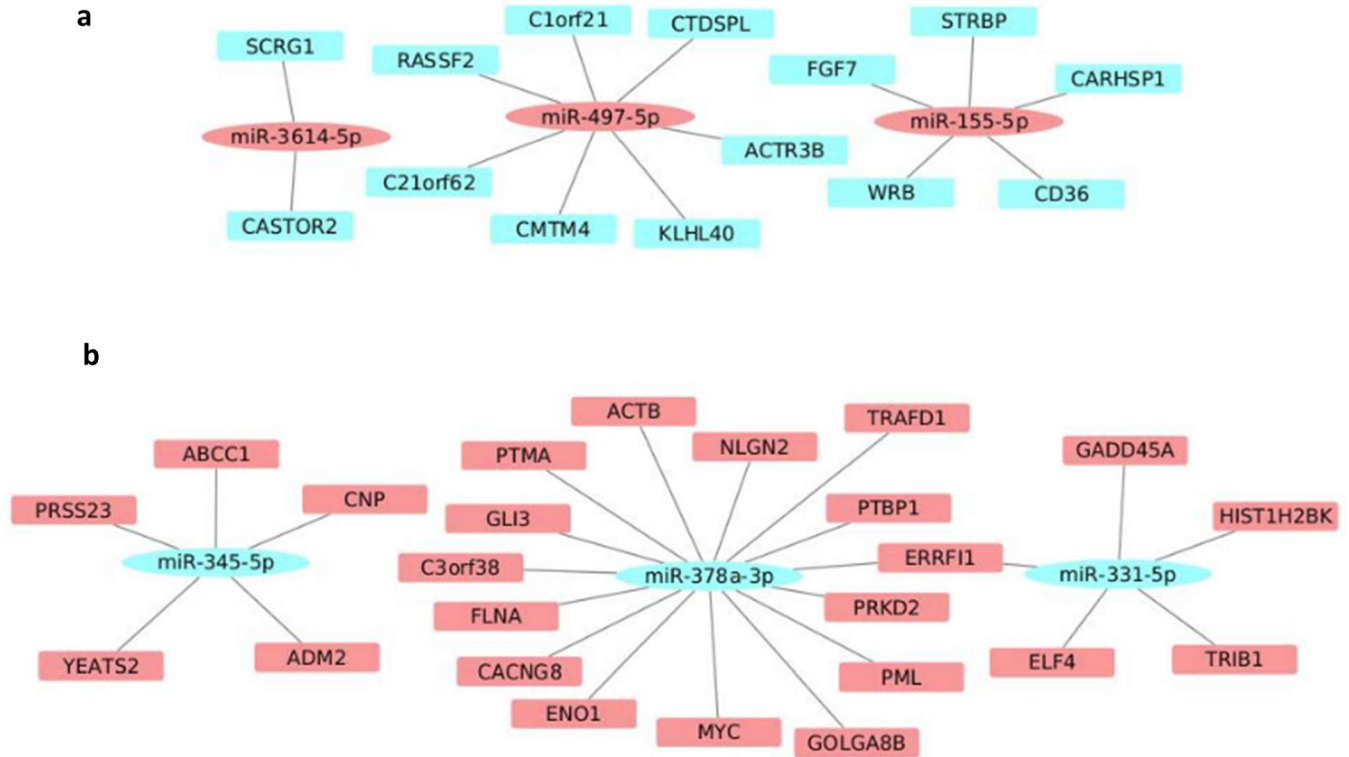 a
C1orf21
CTDSPL
STRBP
SCRG1
RASSF2
FGF7
CARHSP1
miR-3614-5p
miR-497-5p
miR-155-5p
ACTR3B
C21orf62
WRB
CD36
CASTOR2
CMTM4
KLHL40
b
ACTB
TRAFD1
ABCC1
PTMA
NLGN2
GADD45A
PRSS23
CNP
GLI3
PTBP1
HIST1H2BK
miR-345-5p
C3orf38
miR-378a-3p
ERRFI1
miR-331-5p
FLNA
PRKD2
YEATS2
ADM2
CACNG8
PML
ELF4
TRIB1
ENO1
MYC
GOLGA8B